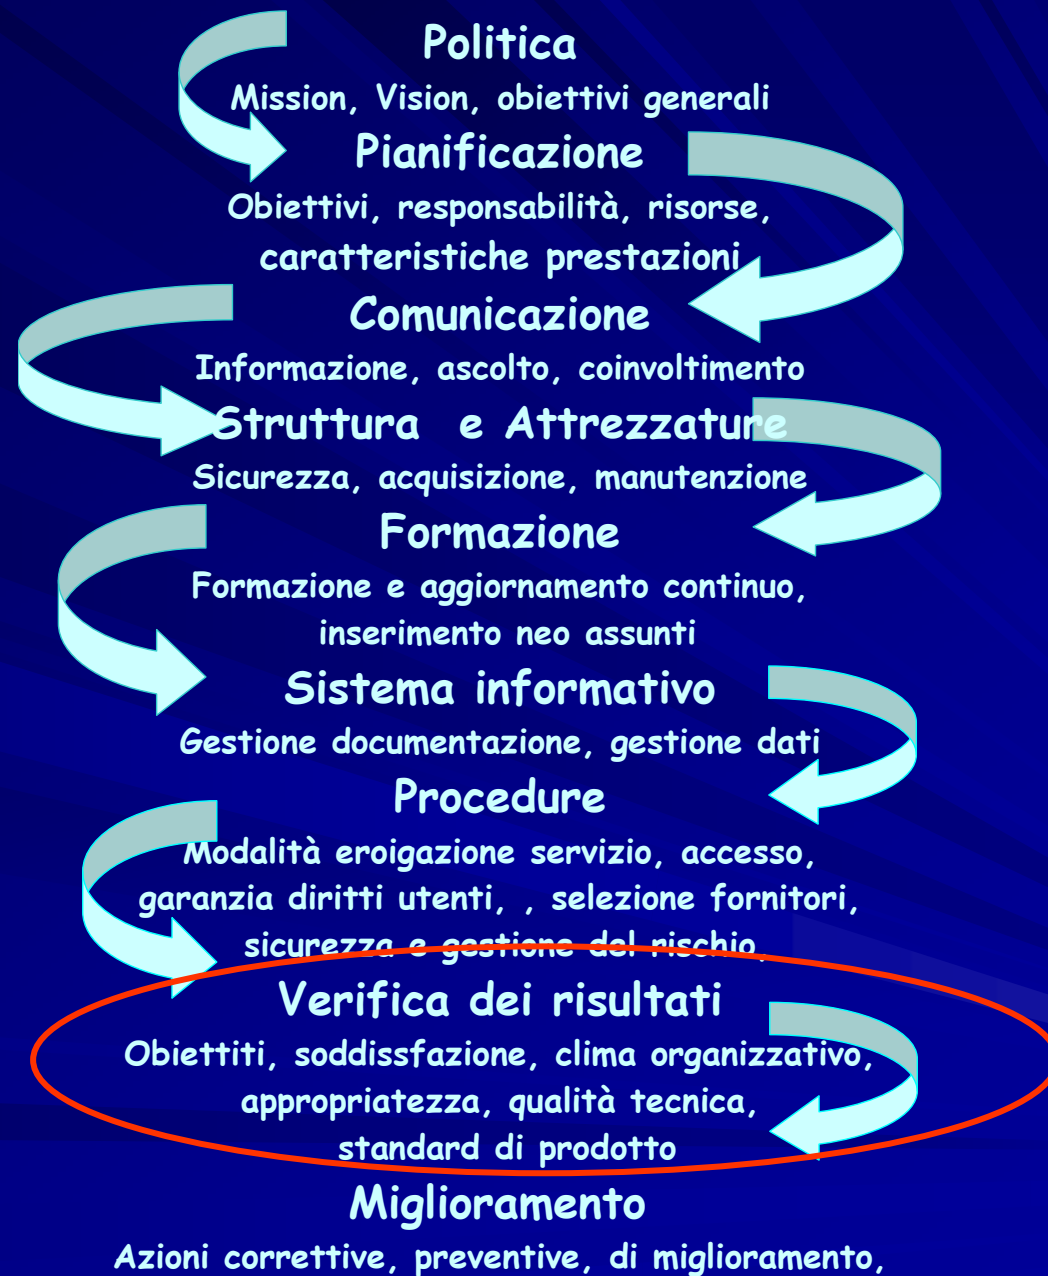 Politica
Mission, Vision, obiettivi generali
Pianificazione
Obiettivi, responsabilità, risorse,
caratteristiche prestazioni
Comunicazione
Informazione, ascolto, coinvoltimento
Struttura e Attrezzature
Sicurezza, acquisizione, manutenzione
Formazione
Formazione e aggiornamento continuo,
inserimento neo assunti
Sistema informativo
Gestione documentazione, gestione dati
Procedure
Modalità eroigazione servizio, accesso,
garanzia diritti utenti, , selezione fornitori,
sicurezza e gestione del rischio,
Verifica dei risultati
Obiettiti, soddissfazione, clima organizzativo,
appropriatezza, qualità tecnica,
standard di prodotto
Miglioramento
Azioni correttive, preventive, di miglioramento,